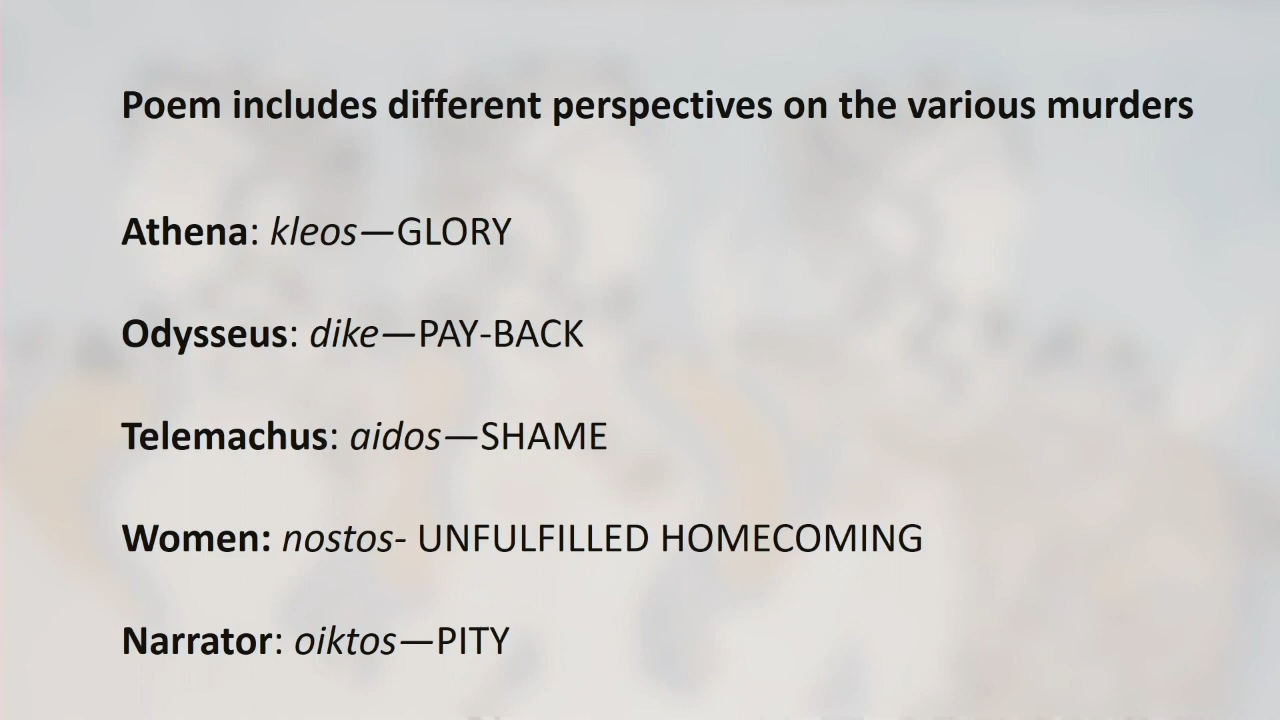 Poem includes different perspectives on the various murders
Athena: kleos—GLORY
Odysseus: dike—PAY-BACK
Telemachus: aidos—SHAME
Women: nostos- UNFULFILLED HOMECOMING
Narrator: oiktos—PITY